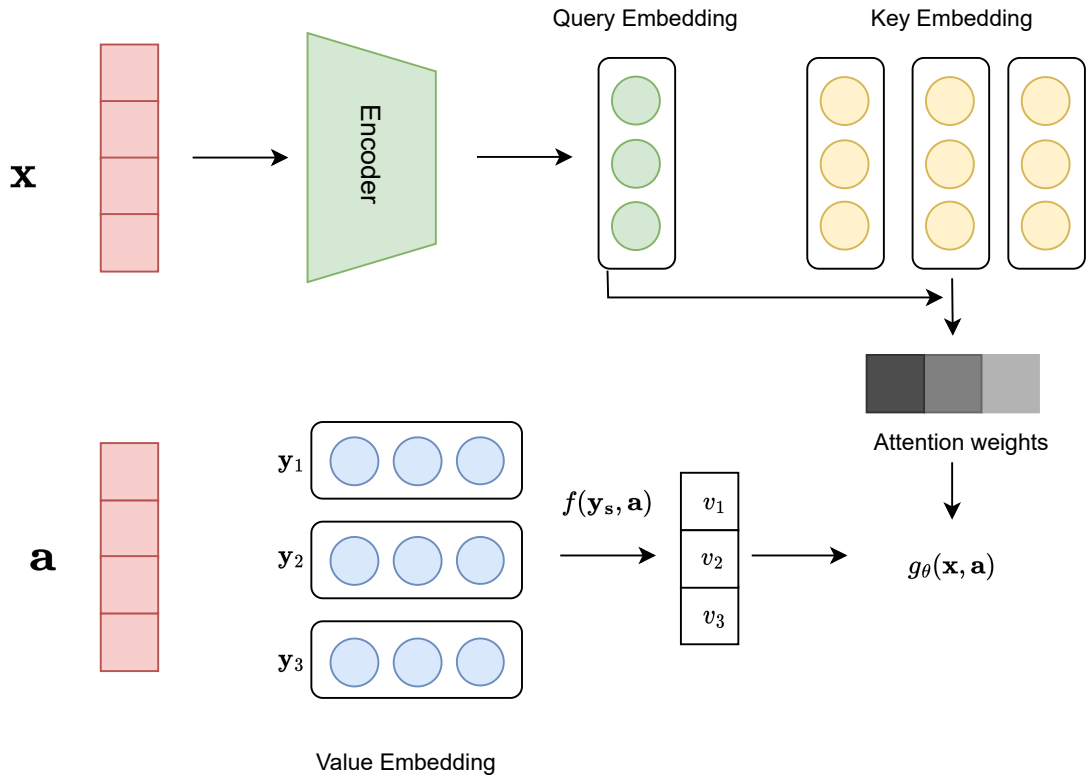 Query Embedding
Key Embedding
x
Encoder
Attention weights
a
y₁
y₂
y₃
f(yₛ, a)
v₁
v₂
v₃
g_θ(x, a)
Value Embedding